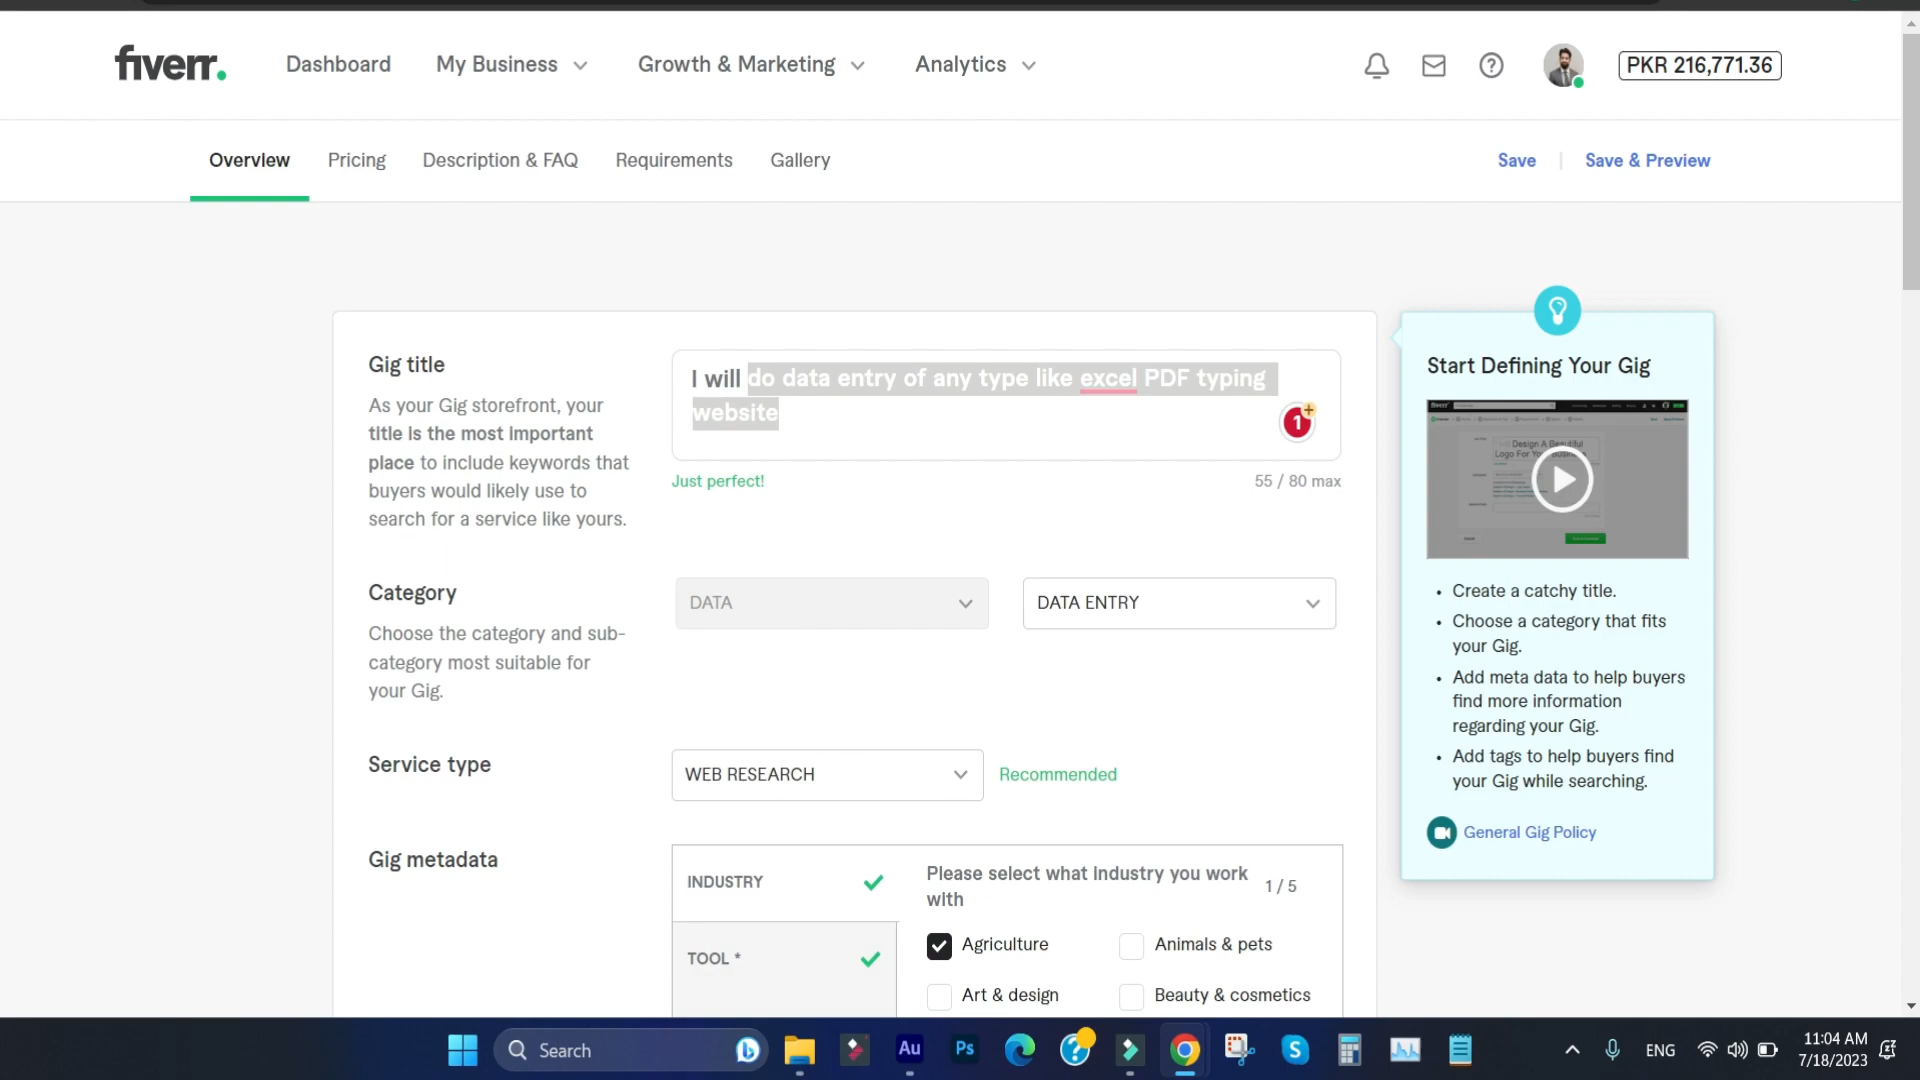 fiverr.
Dashboard
My Business
Growth & Marketing
Analytics
PKR 216,771.36
Overview
Pricing
Description & FAQ
Requirements
Gallery
Save
Save & Preview
Gig title
As your Gig storefront, your
title is the most important
place to include keywords that
buyers would likely use to
search for a service like yours.
I will do data entry of any type like excel PDF typing
website
1
Just perfect!
55 / 80 max
Category
Choose the category and sub-
category most suitable for
your Gig.
DATA
DATA ENTRY
Service type
WEB RESEARCH
Recommended
Gig metadata
INDUSTRY
TOOL *
Please select what industry you work
with
1 / 5
Agriculture
Animals & pets
Art & design
Beauty & cosmetics
Start Defining Your Gig
Design A Beautiful
Logo For Your Business
• Create a catchy title.
• Choose a category that fits
your Gig.
• Add meta data to help buyers
find more information
regarding your Gig.
• Add tags to help buyers find
your Gig while searching.
General Gig Policy
Search
Au
Ps
S
ENG
11:04 AM
7/18/2023